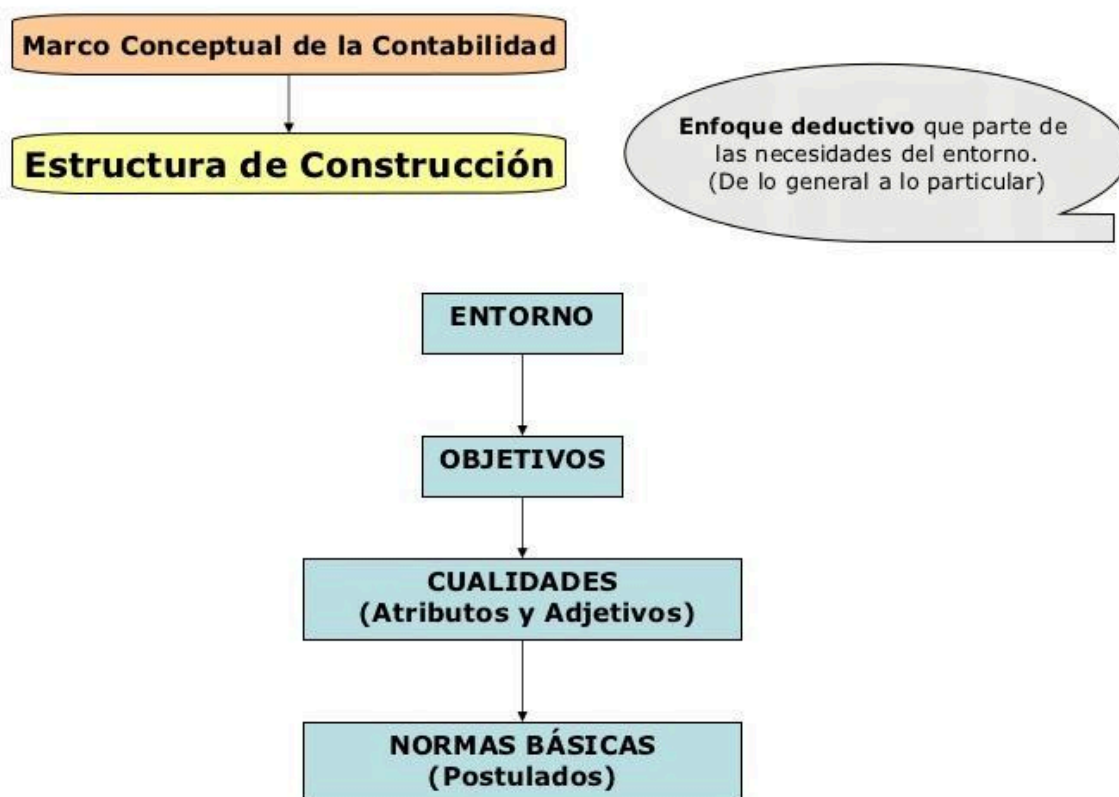 Marco Conceptual de la Contabilidad
Estructura de Construcción
Enfoque deductivo que parte de
las necesidades del entorno.
(De lo general a lo particular)
ENTORNO
OBJETIVOS
CUALIDADES
(Atributos y Adjetivos)
NORMAS BÁSICAS
(Postulados)